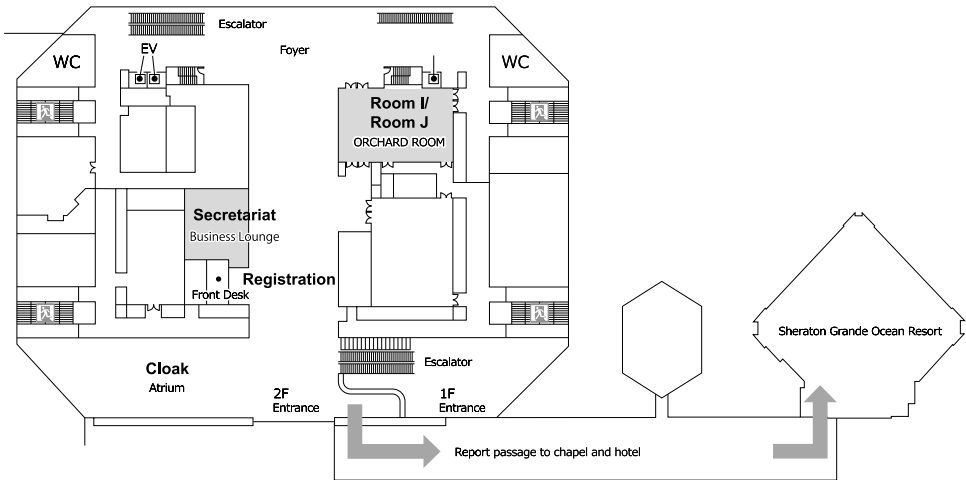 Escalator
Foyer
WC
EV
WC
Room I/
Room J
ORCHARD ROOM
Secretariat
Business Lounge
Registration
Front Desk
Sheraton Grande Ocean Resort
Cloak
Atrium
Escalator
2F
Entrance
1F
Entrance
Report passage to chapel and hotel